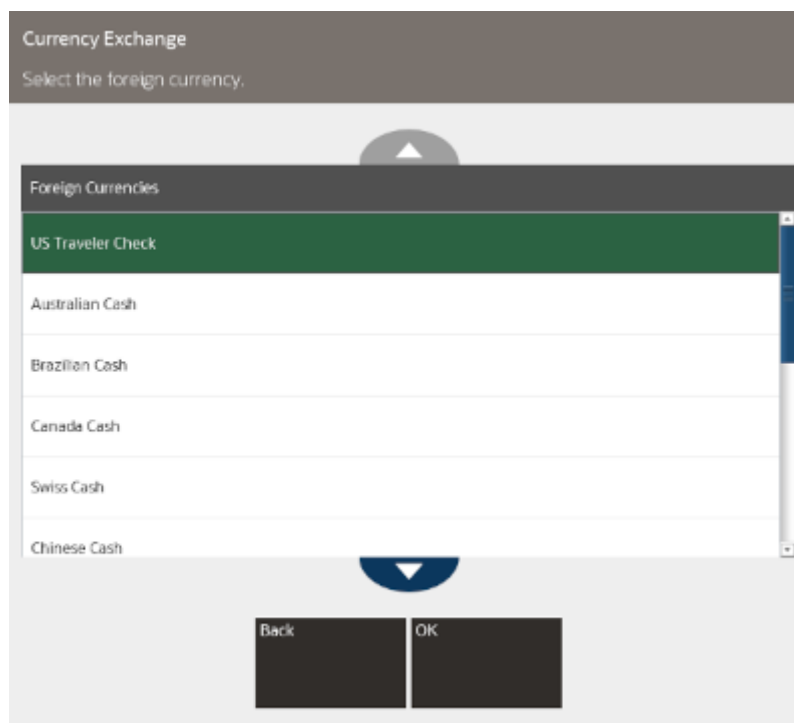 Currency Exchange
Select the foreign currency.
Foreign Currencies
US Traveler Check
Australian Cash
Brazilian Cash
Canada Cash
Swiss Cash
Chinese Cash
Back
OK